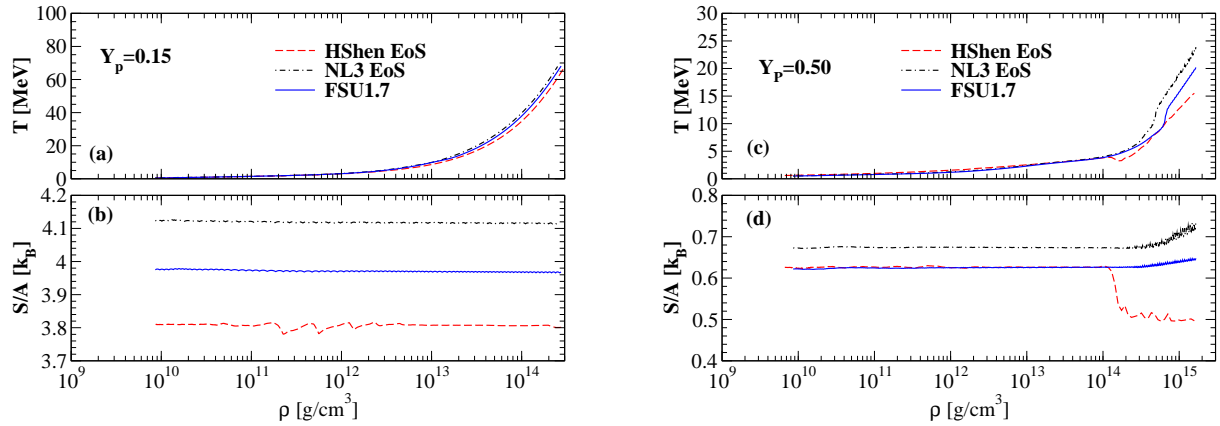 100
80
60
40
20
0
T [MeV]
Y_p=0.15
HShen EoS
NL3 EoS
FSU1.7
(a)
4.2
4.1
4
3.9
3.8
3.7
S/A [k_B]
(b)
10^9
10^10
10^11
10^12
10^13
10^14
ρ [g/cm^3]
30
25
20
15
10
5
0
T [MeV]
HShen EoS
NL3 EoS
FSU1.7
Y_P=0.50
(c)
0.8
0.7
0.6
0.5
0.4
S/A [k_B]
(d)
10^9
10^10
10^11
10^12
10^13
10^14
10^15
ρ [g/cm^3]